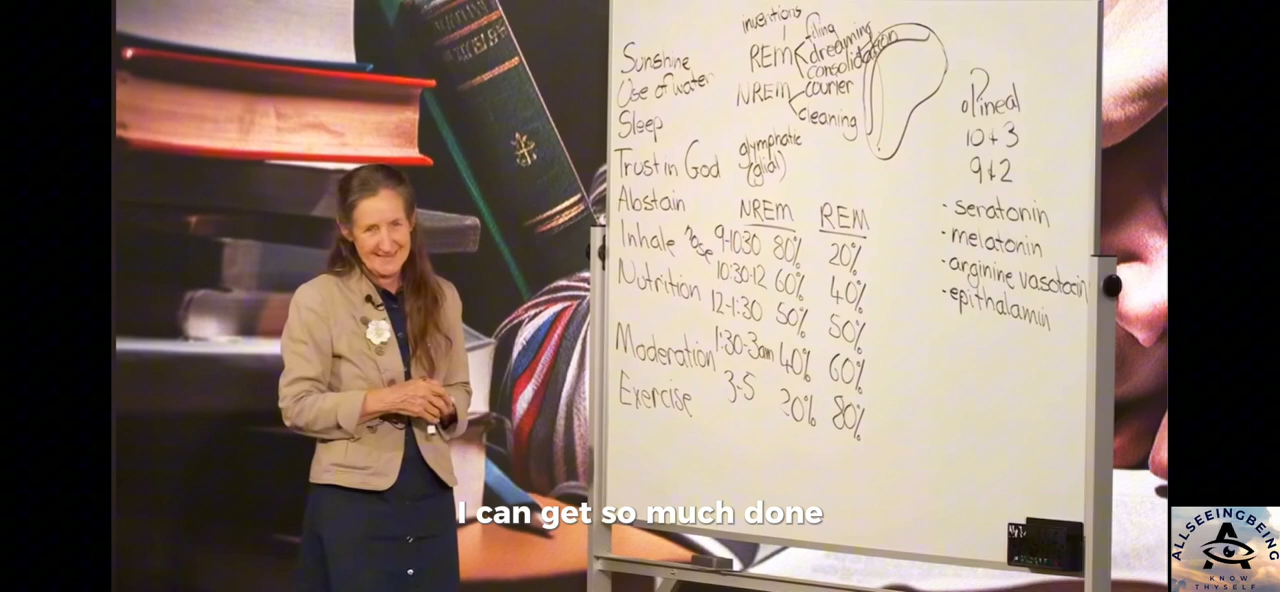 Sunshine
Use of water
Sleep
Trust in God
Abstain
Inhale nose
Nutrition
Moderation
Exercise
inventions
REM
filing
dreaming
consolidation
NREM
courier
cleaning
glymphatic
(glial)
NREM REM
9-1030 80% 20%
10:30-12 60% 40%
12-1:30 50% 50%
1:30-3am 40% 60%
3-5 20% 80%
Pineal
10 + 3
9 + 2
- seratonin
- melatonin
- arginine vasotocin
- epithalamin
I can get so much done
ALLSEEINGBEING
KNOW
THYSELF